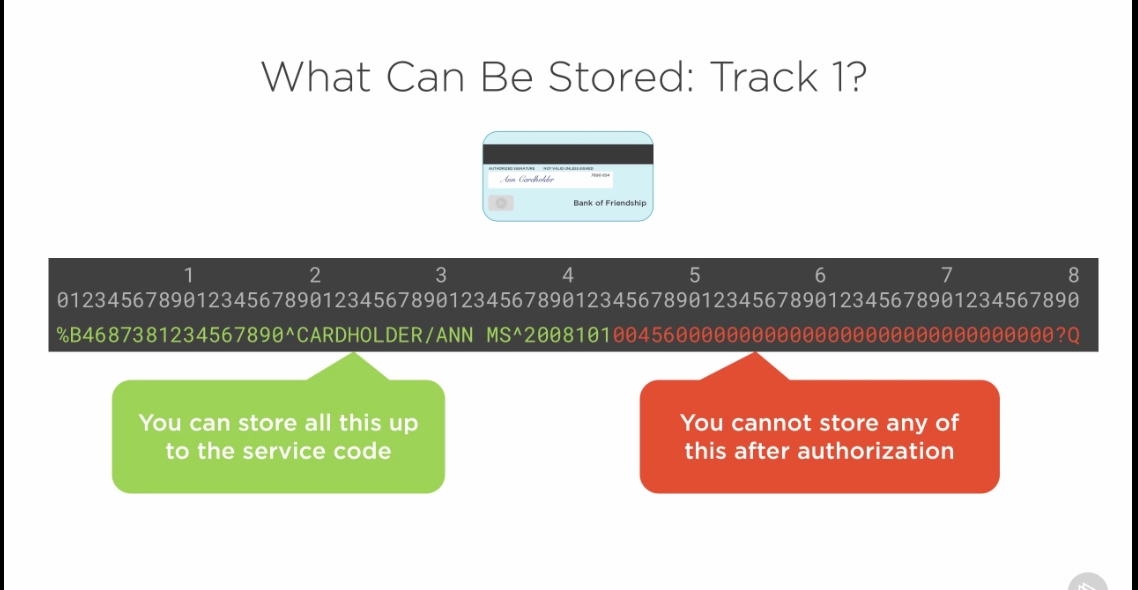 What Can Be Stored: Track 1?
AUTHORIZED SIGNATURE NOT VALID UNLESS SIGNED
Ann Cardholder
Bank of Friendship
1 2 3 4 5 6 7 8
012345678901234567890123456789012345678901234567890123456789012345678901234567890
%B4687381234567890^CARDHOLDER/ANN MS^200810100456000000000000000000000000000000?Q
You can store all this up
to the service code
You cannot store any of
this after authorization